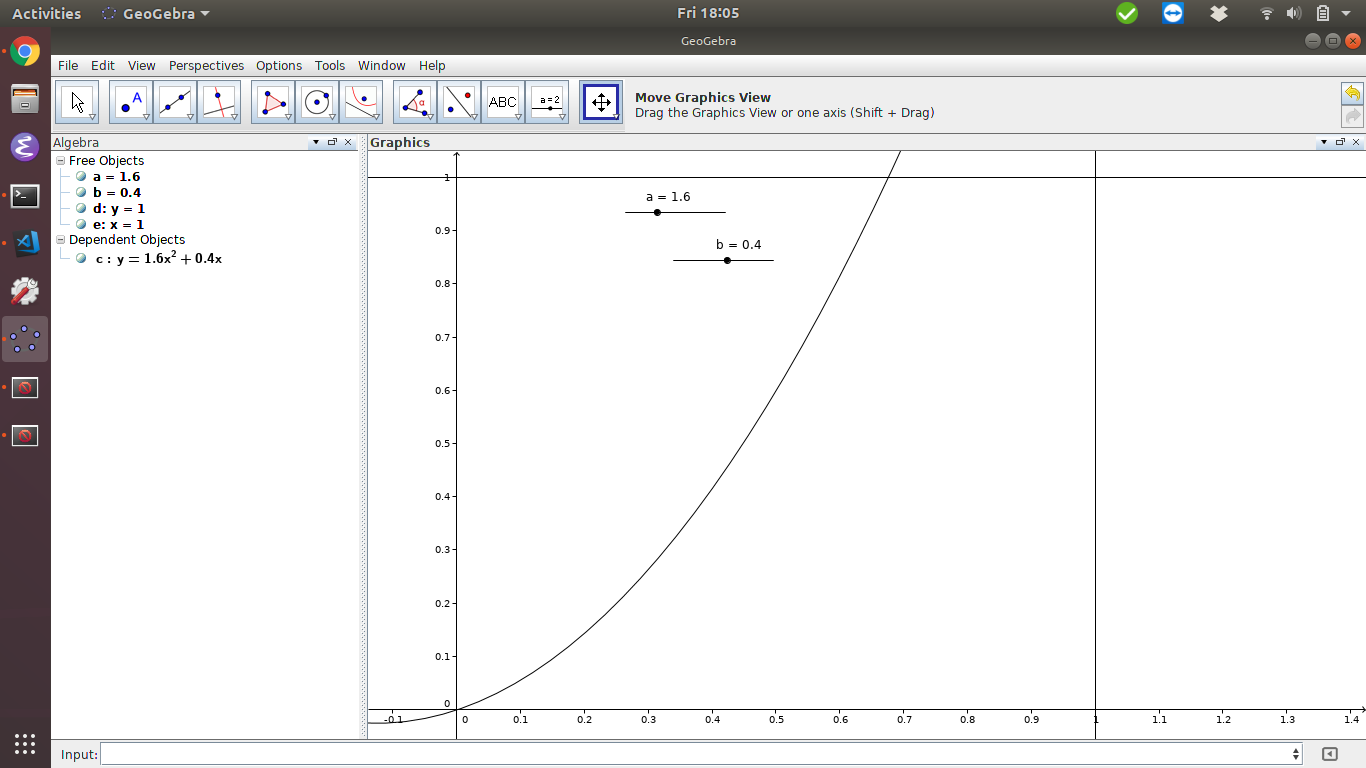 Activities GeoGebra Fri 18:05
GeoGebra
File Edit View Perspectives Options Tools Window Help
A
α
ABC
a = 2
Move Graphics View
Drag the Graphics View or one axis (Shift + Drag)
Algebra
Free Objects
a = 1.6
b = 0.4
d: y = 1
e: x = 1
Dependent Objects
c : y = 1.6x² + 0.4x
Graphics
1
0.9
0.8
0.7
0.6
0.5
0.4
0.3
0.2
0.1
0
a = 1.6
b = 0.4
-0.1 0 0.1 0.2 0.3 0.4 0.5 0.6 0.7 0.8 0.9 1 1.1 1.2 1.3 1.4
Input: